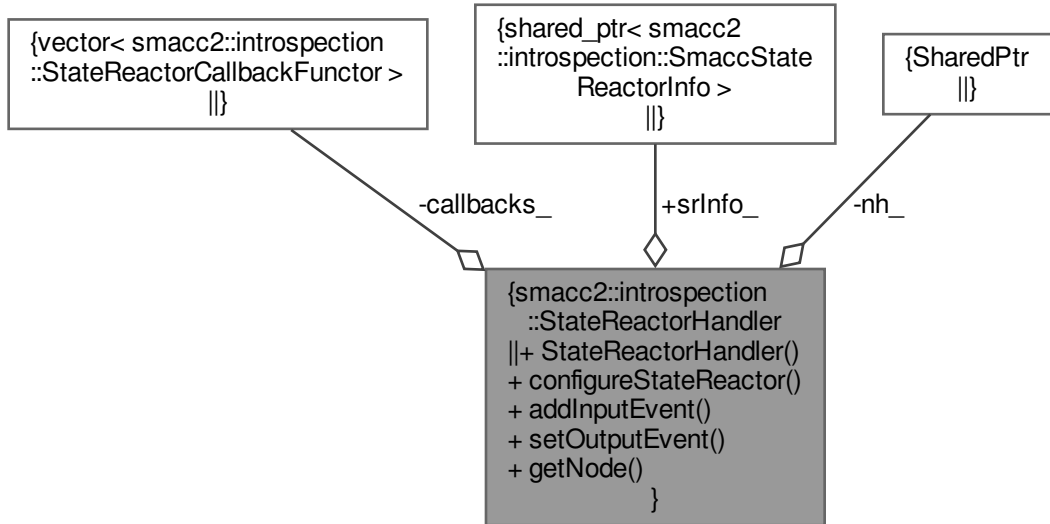 {vector< smacc2::introspection
::StateReactorCallbackFunctor >
||}
{shared_ptr< smacc2
::introspection::SmaccState
ReactorInfo >
||}
{SharedPtr
||}
-callbacks_
+srInfo_
-nh_
{smacc2::introspection
::StateReactorHandler
||+ StateReactorHandler()
+ configureStateReactor()
+ addInputEvent()
+ setOutputEvent()
+ getNode()
}